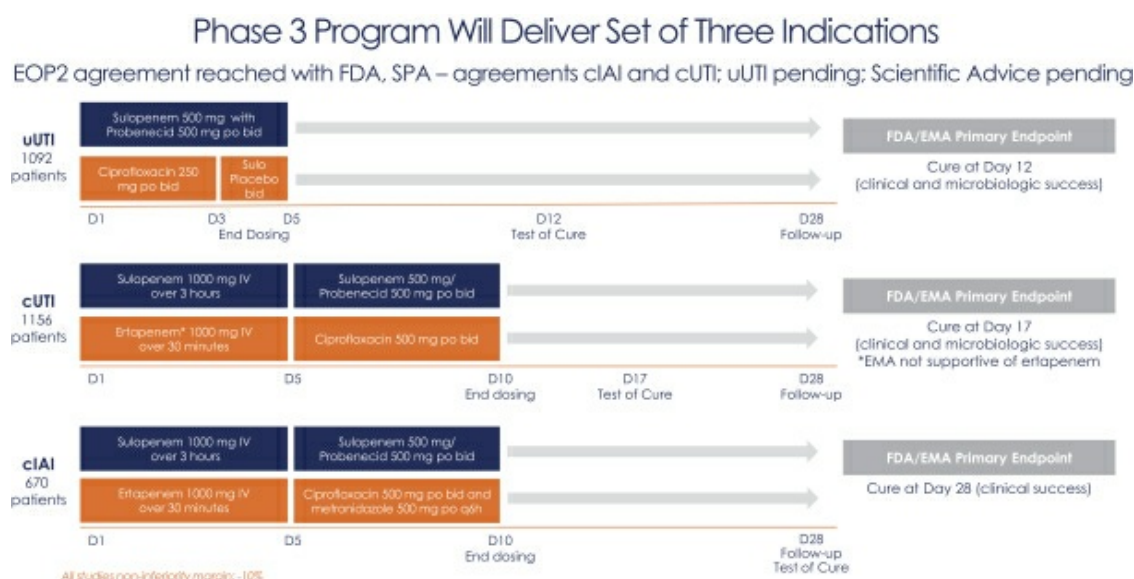 Phase 3 Program Will Deliver Set of Three Indications
EOP2 agreement reached with FDA, SPA – agreements cIAI and cUTI; uUTI pending; Scientific Advice pending
uUTI
1092
patients
Sulopenem 500 mg with
Probenecid 500 mg po bid
Ciprofloxacin 250
mg po bid
Sulo
Placebo
bid
FDA/EMA Primary Endpoint
Cure at Day 12
(clinical and microbiologic success)
D1
D3
D5
End Dosing
D12
Test of Cure
D28
Follow-up
cUTI
1156
patients
Sulopenem 1000 mg IV
over 3 hours
Sulopenem 500 mg/
Probenecid 500 mg po bid
Ertapenem* 1000 mg IV
over 30 minutes
Ciprofloxacin 500 mg po bid
FDA/EMA Primary Endpoint
Cure at Day 17
(clinical and microbiologic success)
*EMA not supportive of ertapenem
D1
D5
D10
End dosing
D17
Test of Cure
D28
Follow-up
cIAI
670
patients
Sulopenem 1000 mg IV
over 3 hours
Sulopenem 500 mg/
Probenecid 500 mg po bid
Ertapenem 1000 mg IV
over 30 minutes
Ciprofloxacin 500 mg po bid and
metronidazole 500 mg po q6h
FDA/EMA Primary Endpoint
Cure at Day 28 (clinical success)
D1
D5
D10
End dosing
D28
Follow-up
Test of Cure
All studies non-inferiority margin: -10%